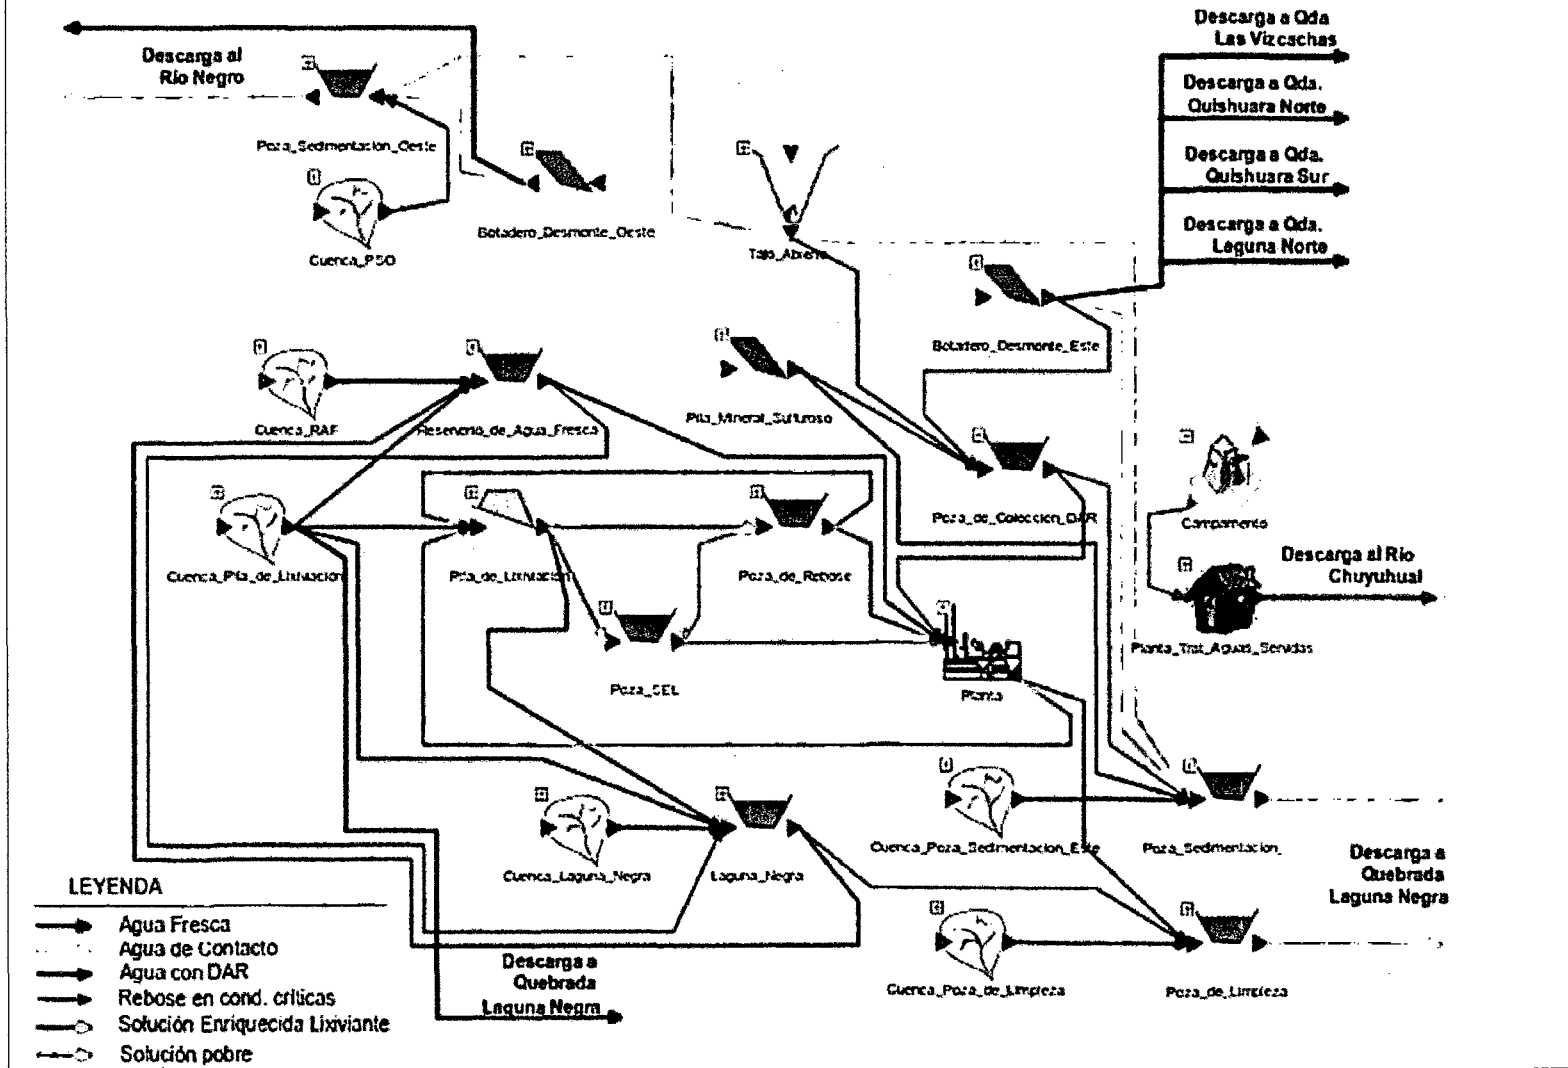 Descarga al
Río Negro
Poza_Sedimentacion_Oeste
Cuenca_PSO
Botadero_Desmonte_Oeste
Tajo_Abierto
Descarga a Qda
Las Vizcachas
Descarga a Qda.
Quishuara Norte
Descarga a Qda.
Quishuara Sur
Descarga a Qda.
Laguna Norte
Botadero_Desmonte_Este
Cuenca_RAF
Reservorio_de_Agua_Fresca
Pila_Mineral_Sulfuroso
Poza_de_Coleccion_DAR
Campamento
Cuenca_Pila_de_Lixiviacion
Pila_de_Lixiviacion
Poza_de_Rebose
Descarga al Río
Chuyuhual
Planta_Trat_Aguas_Servidas
Poza_SEL
Planta
Cuenca_Laguna_Negra
Laguna_Negra
Cuenca_Poza_Sedimentacion_Este
Poza_Sedimentacion_
Descarga a
Quebrada
Laguna Negra
Cuenca_Poza_de_Limpieza
Poza_de_Limpieza
Descarga a
Quebrada
Laguna Negra
LEYENDA
Agua Fresca
Agua de Contacto
Agua con DAR
Rebose en cond. críticas
Solución Enriquecida Lixiviante
Solución pobre